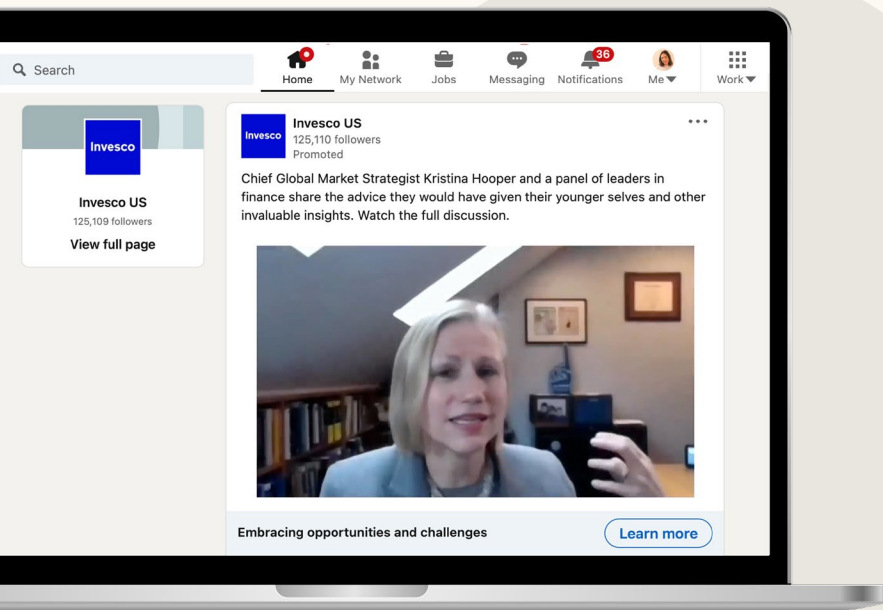 Search
Home
My Network
Jobs
Messaging
36
Notifications
Me
Work
Invesco
Invesco US
125,109 followers
View full page
Invesco
Invesco US
125,110 followers
Promoted
Chief Global Market Strategist Kristina Hooper and a panel of leaders in
finance share the advice they would have given their younger selves and other
invaluable insights. Watch the full discussion.
Embracing opportunities and challenges
Learn more